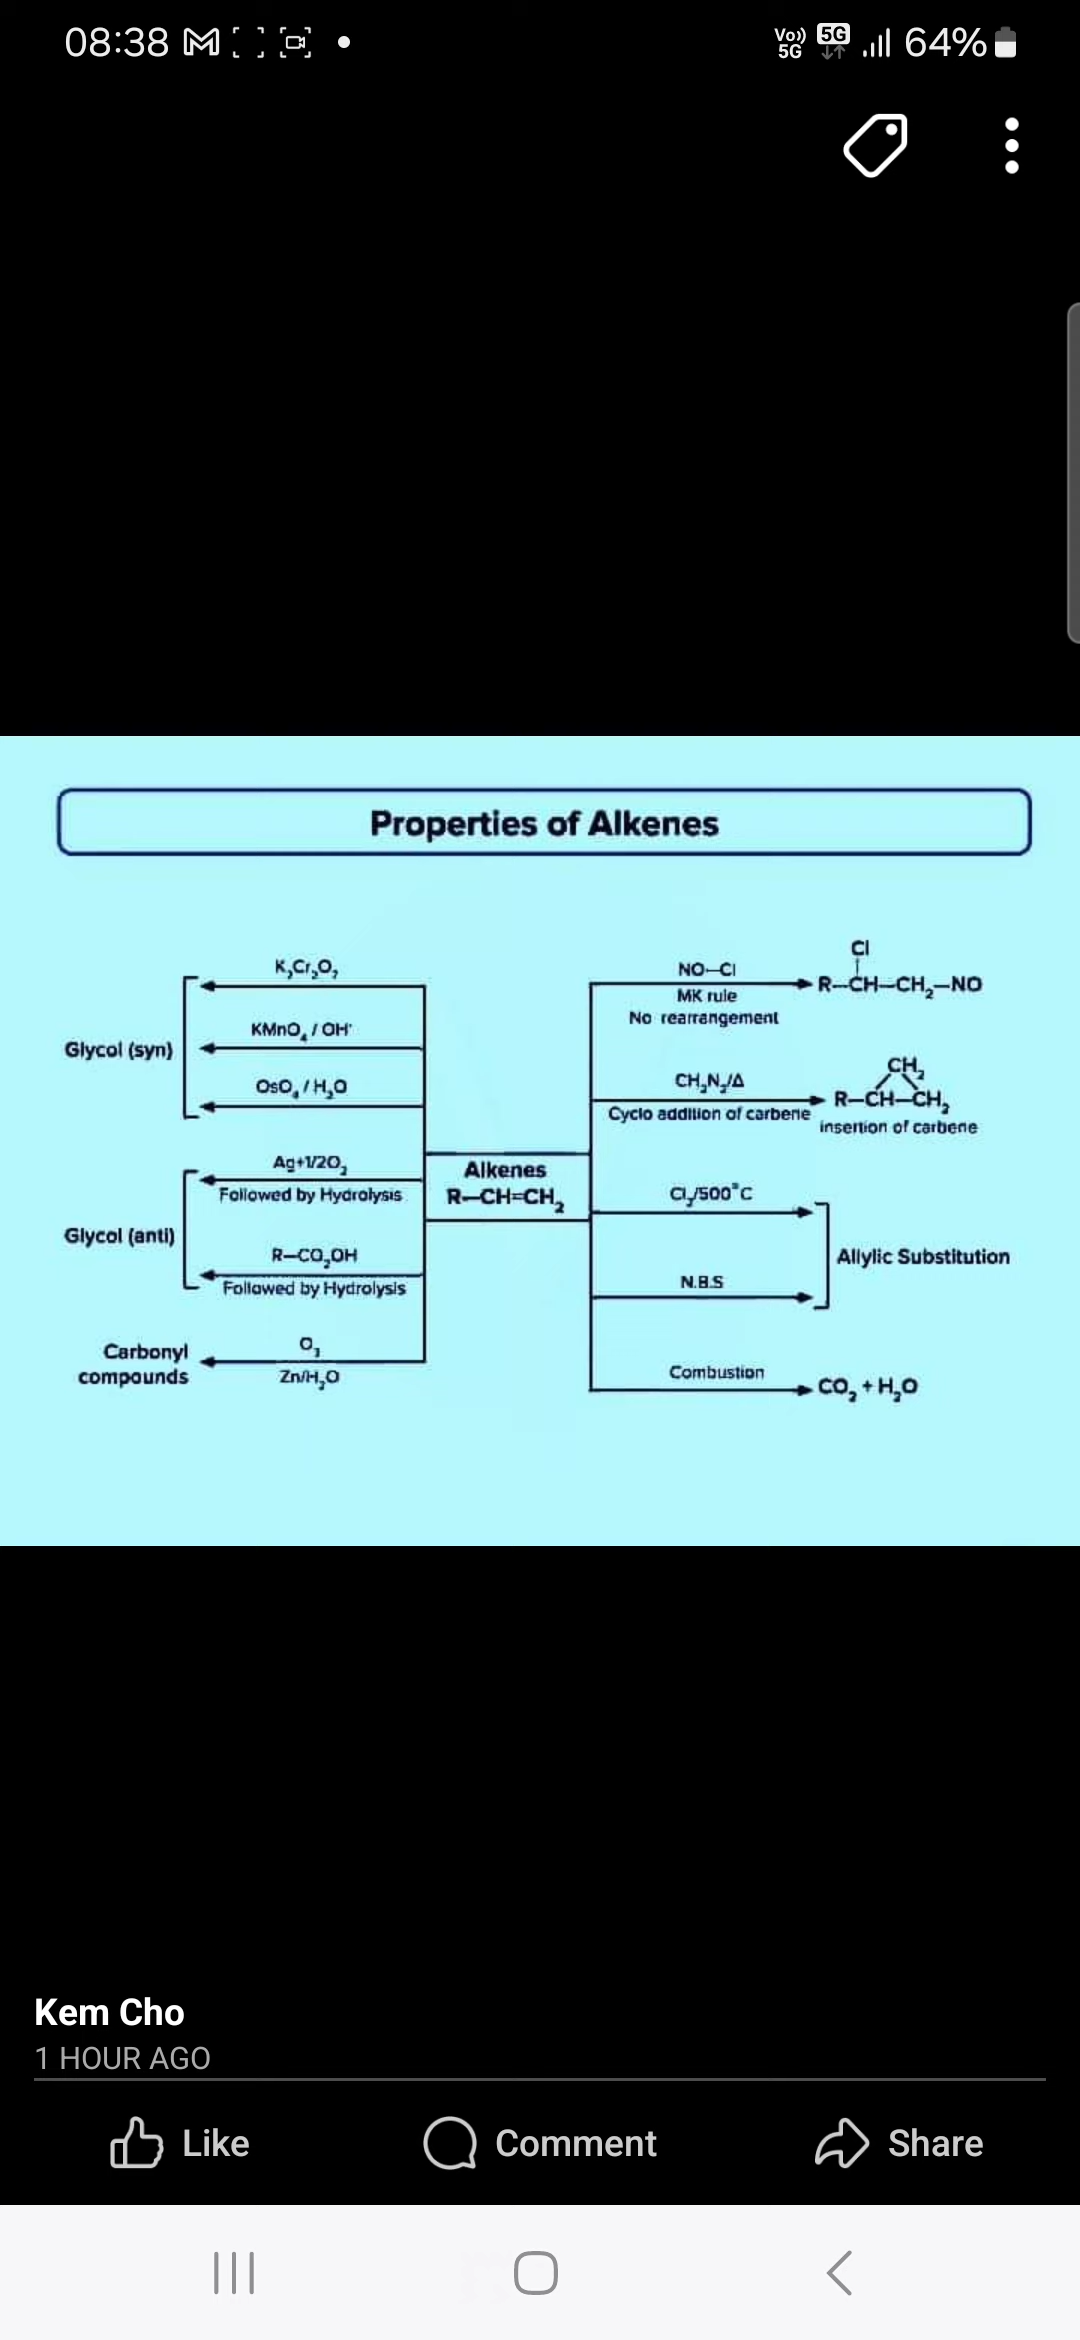 08:38
Vo)) 5G 5G 64%
Properties of Alkenes
K₂Cr₂O₇
KMnO₄ / OH⁻
Glycol (syn)
OsO₄ / H₂O
Ag+1/2O₂
Followed by Hydrolysis
Glycol (anti)
R–CO₃OH
Followed by Hydrolysis
Carbonyl
compounds
O₃
Zn/H₂O
Alkenes
R–CH=CH₂
NO–Cl
MK rule
No rearrangement
Cl
R–CH–CH₂–NO
CH₂N₂/Δ
Cyclo addition of carbene
CH₂
R–CH–CH₂
insertion of carbene
Cl₂/500°C
N.B.S
Allylic Substitution
Combustion
CO₂ + H₂O
Kem Cho
1 HOUR AGO
Like Comment Share